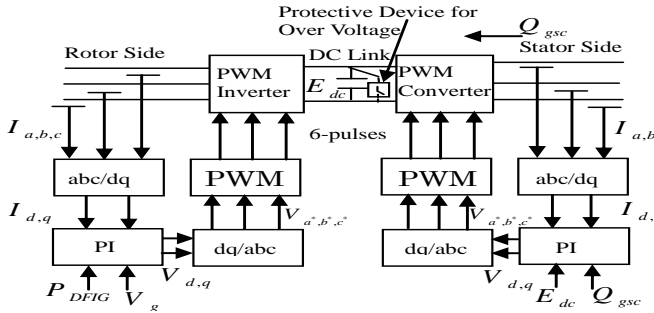 Protective Device for
Over Voltage
Q gsc
Rotor Side
DC Link
Stator Side
PWM
Inverter
E dc
PWM
Converter
I a,b,c
I a,b
6-pulses
abc/dq
PWM
PWM
abc/dq
I d,q
V a*,b*,c*
V a*,b*,c*
I d,
PI
dq/abc
dq/abc
PI
V d,q
V d,q
P DFIG
V g
E dc
Q gsc